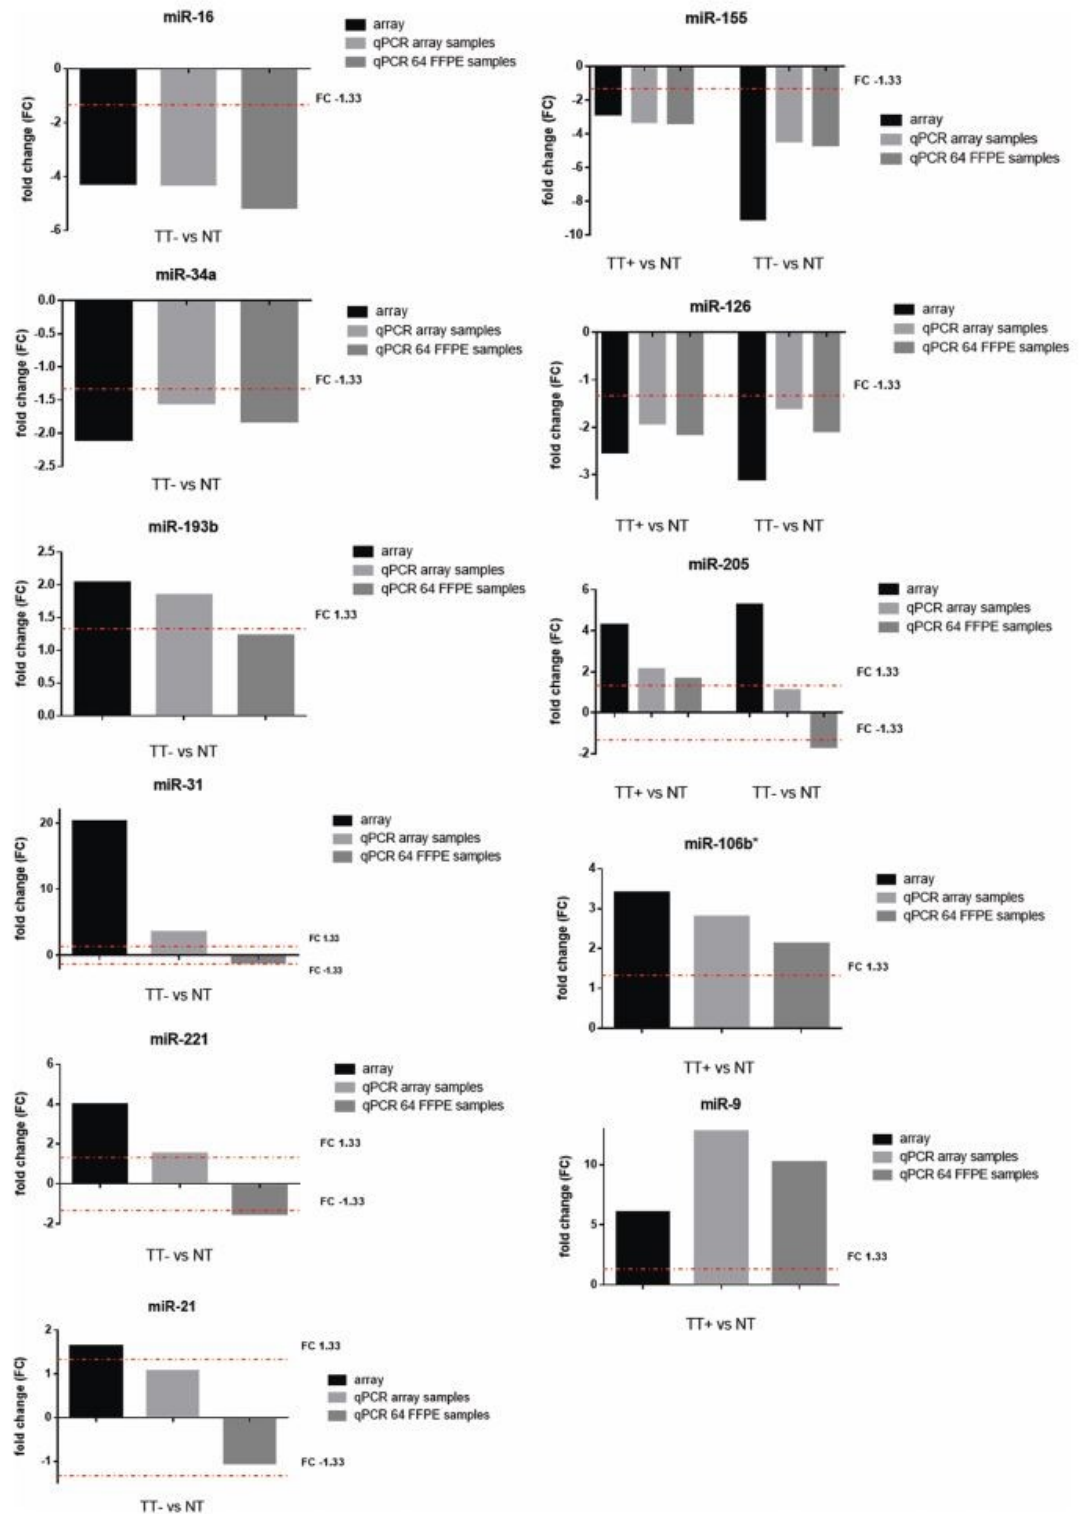 miR-16
array
qPCR array samples
qPCR 64 FFPE samples
fold change (FC)
0
-2
-4
-6
FC -1.33
TT- vs NT
miR-34a
array
qPCR array samples
qPCR 64 FFPE samples
fold change (FC)
0.0
-0.5
-1.0
-1.5
-2.0
-2.5
FC -1.33
TT- vs NT
miR-193b
array
qPCR array samples
qPCR 64 FFPE samples
fold change (FC)
2.5
2.0
1.5
1.0
0.5
0.0
FC 1.33
TT- vs NT
miR-31
array
qPCR array samples
qPCR 64 FFPE samples
fold change (FC)
20
10
0
FC 1.33
FC -1.33
TT- vs NT
miR-221
array
qPCR array samples
qPCR 64 FFPE samples
fold change (FC)
6
4
2
0
-2
FC 1.33
FC -1.33
TT- vs NT
miR-21
fold change (FC)
2
1
0
-1
FC 1.33
array
qPCR array samples
qPCR 64 FFPE samples
FC -1.33
TT- vs NT
miR-155
fold change (FC)
0
-2
-4
-6
-8
-10
FC -1.33
array
qPCR array samples
qPCR 64 FFPE samples
TT+ vs NT TT- vs NT
miR-126
array
qPCR array samples
qPCR 64 FFPE samples
fold change (FC)
0
-1
-2
-3
FC -1.33
TT+ vs NT TT- vs NT
miR-205
array
qPCR array samples
qPCR 64 FFPE samples
fold change (FC)
6
4
2
0
-2
FC 1.33
FC -1.33
TT+ vs NT TT- vs NT
miR-106b*
array
qPCR array samples
qPCR 64 FFPE samples
fold change (FC)
4
3
2
1
0
FC 1.33
TT+ vs NT
miR-9
array
qPCR array samples
qPCR 64 FFPE samples
fold change (FC)
10
5
0
FC 1.33
TT+ vs NT